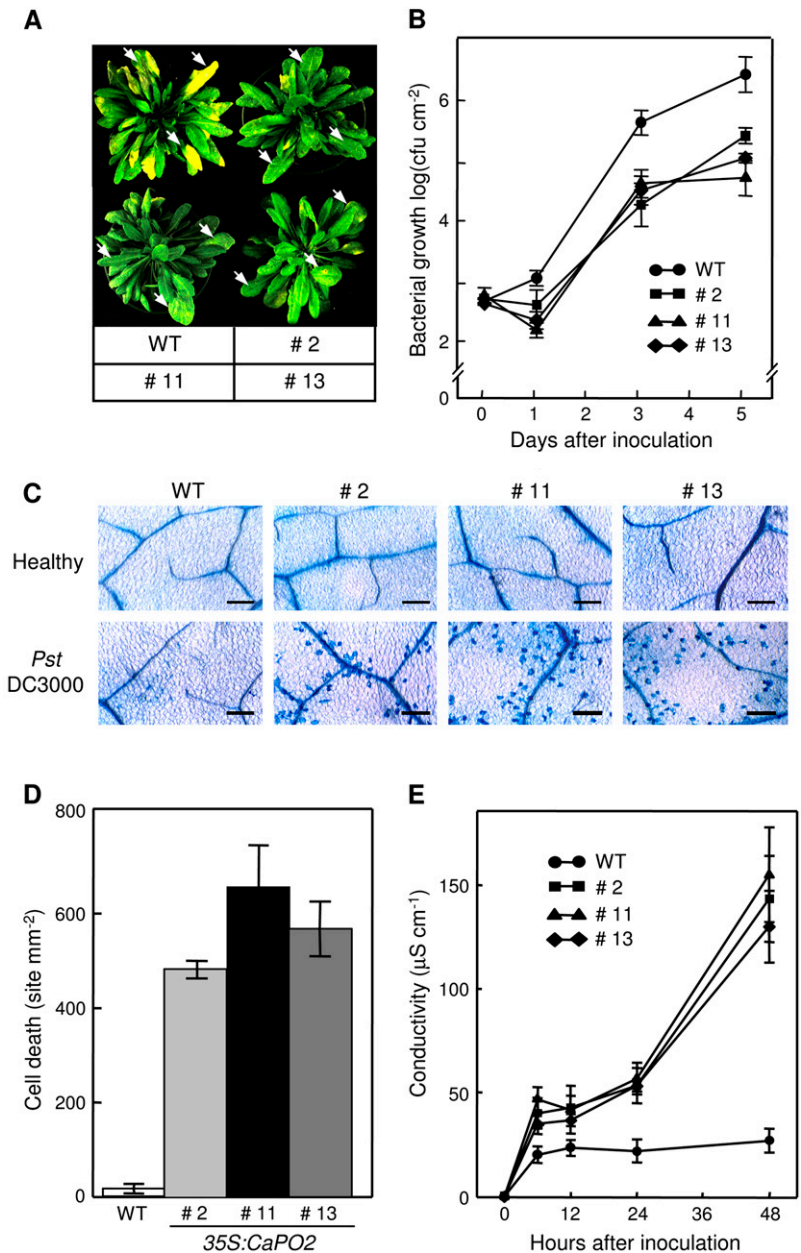 A
WT
# 2
# 11
# 13
B
Bacterial growth log(cfu cm-2)
6
4
2
0
WT
# 2
# 11
# 13
0 1 2 3 4 5
Days after inoculation
C
WT # 2 # 11 # 13
Healthy
Pst
DC3000
D
Cell death (site mm-2)
800
600
400
200
0
WT # 2 # 11 # 13
35S:CaPO2
E
Conductivity (µS cm-1)
150
100
50
0
WT
# 2
# 11
# 13
0 12 24 36 48
Hours after inoculation